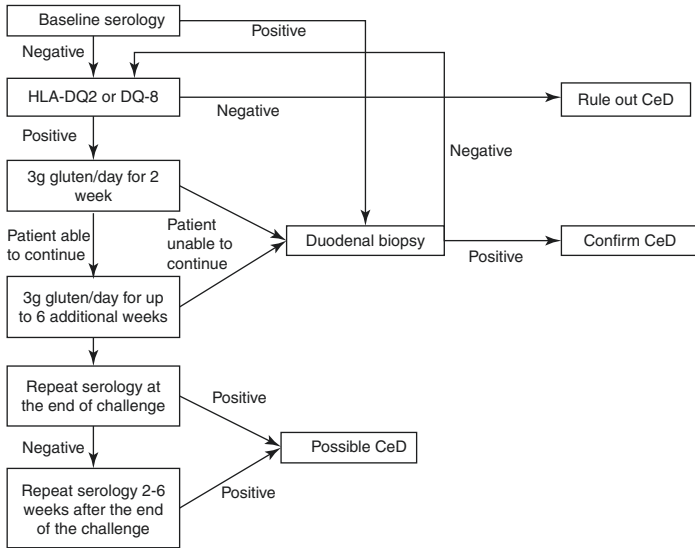 Baseline serology
Positive
Negative
HLA-DQ2 or DQ-8
Negative
Rule out CeD
Positive
Negative
3g gluten/day for 2
week
Patient able
to continue
Patient
unable to
continue
Duodenal biopsy
Positive
Confirm CeD
3g gluten/day for up
to 6 additional weeks
Repeat serology at
the end of challenge
Positive
Negative
Possible CeD
Repeat serology 2-6
weeks after the end
of the challenge
Positive